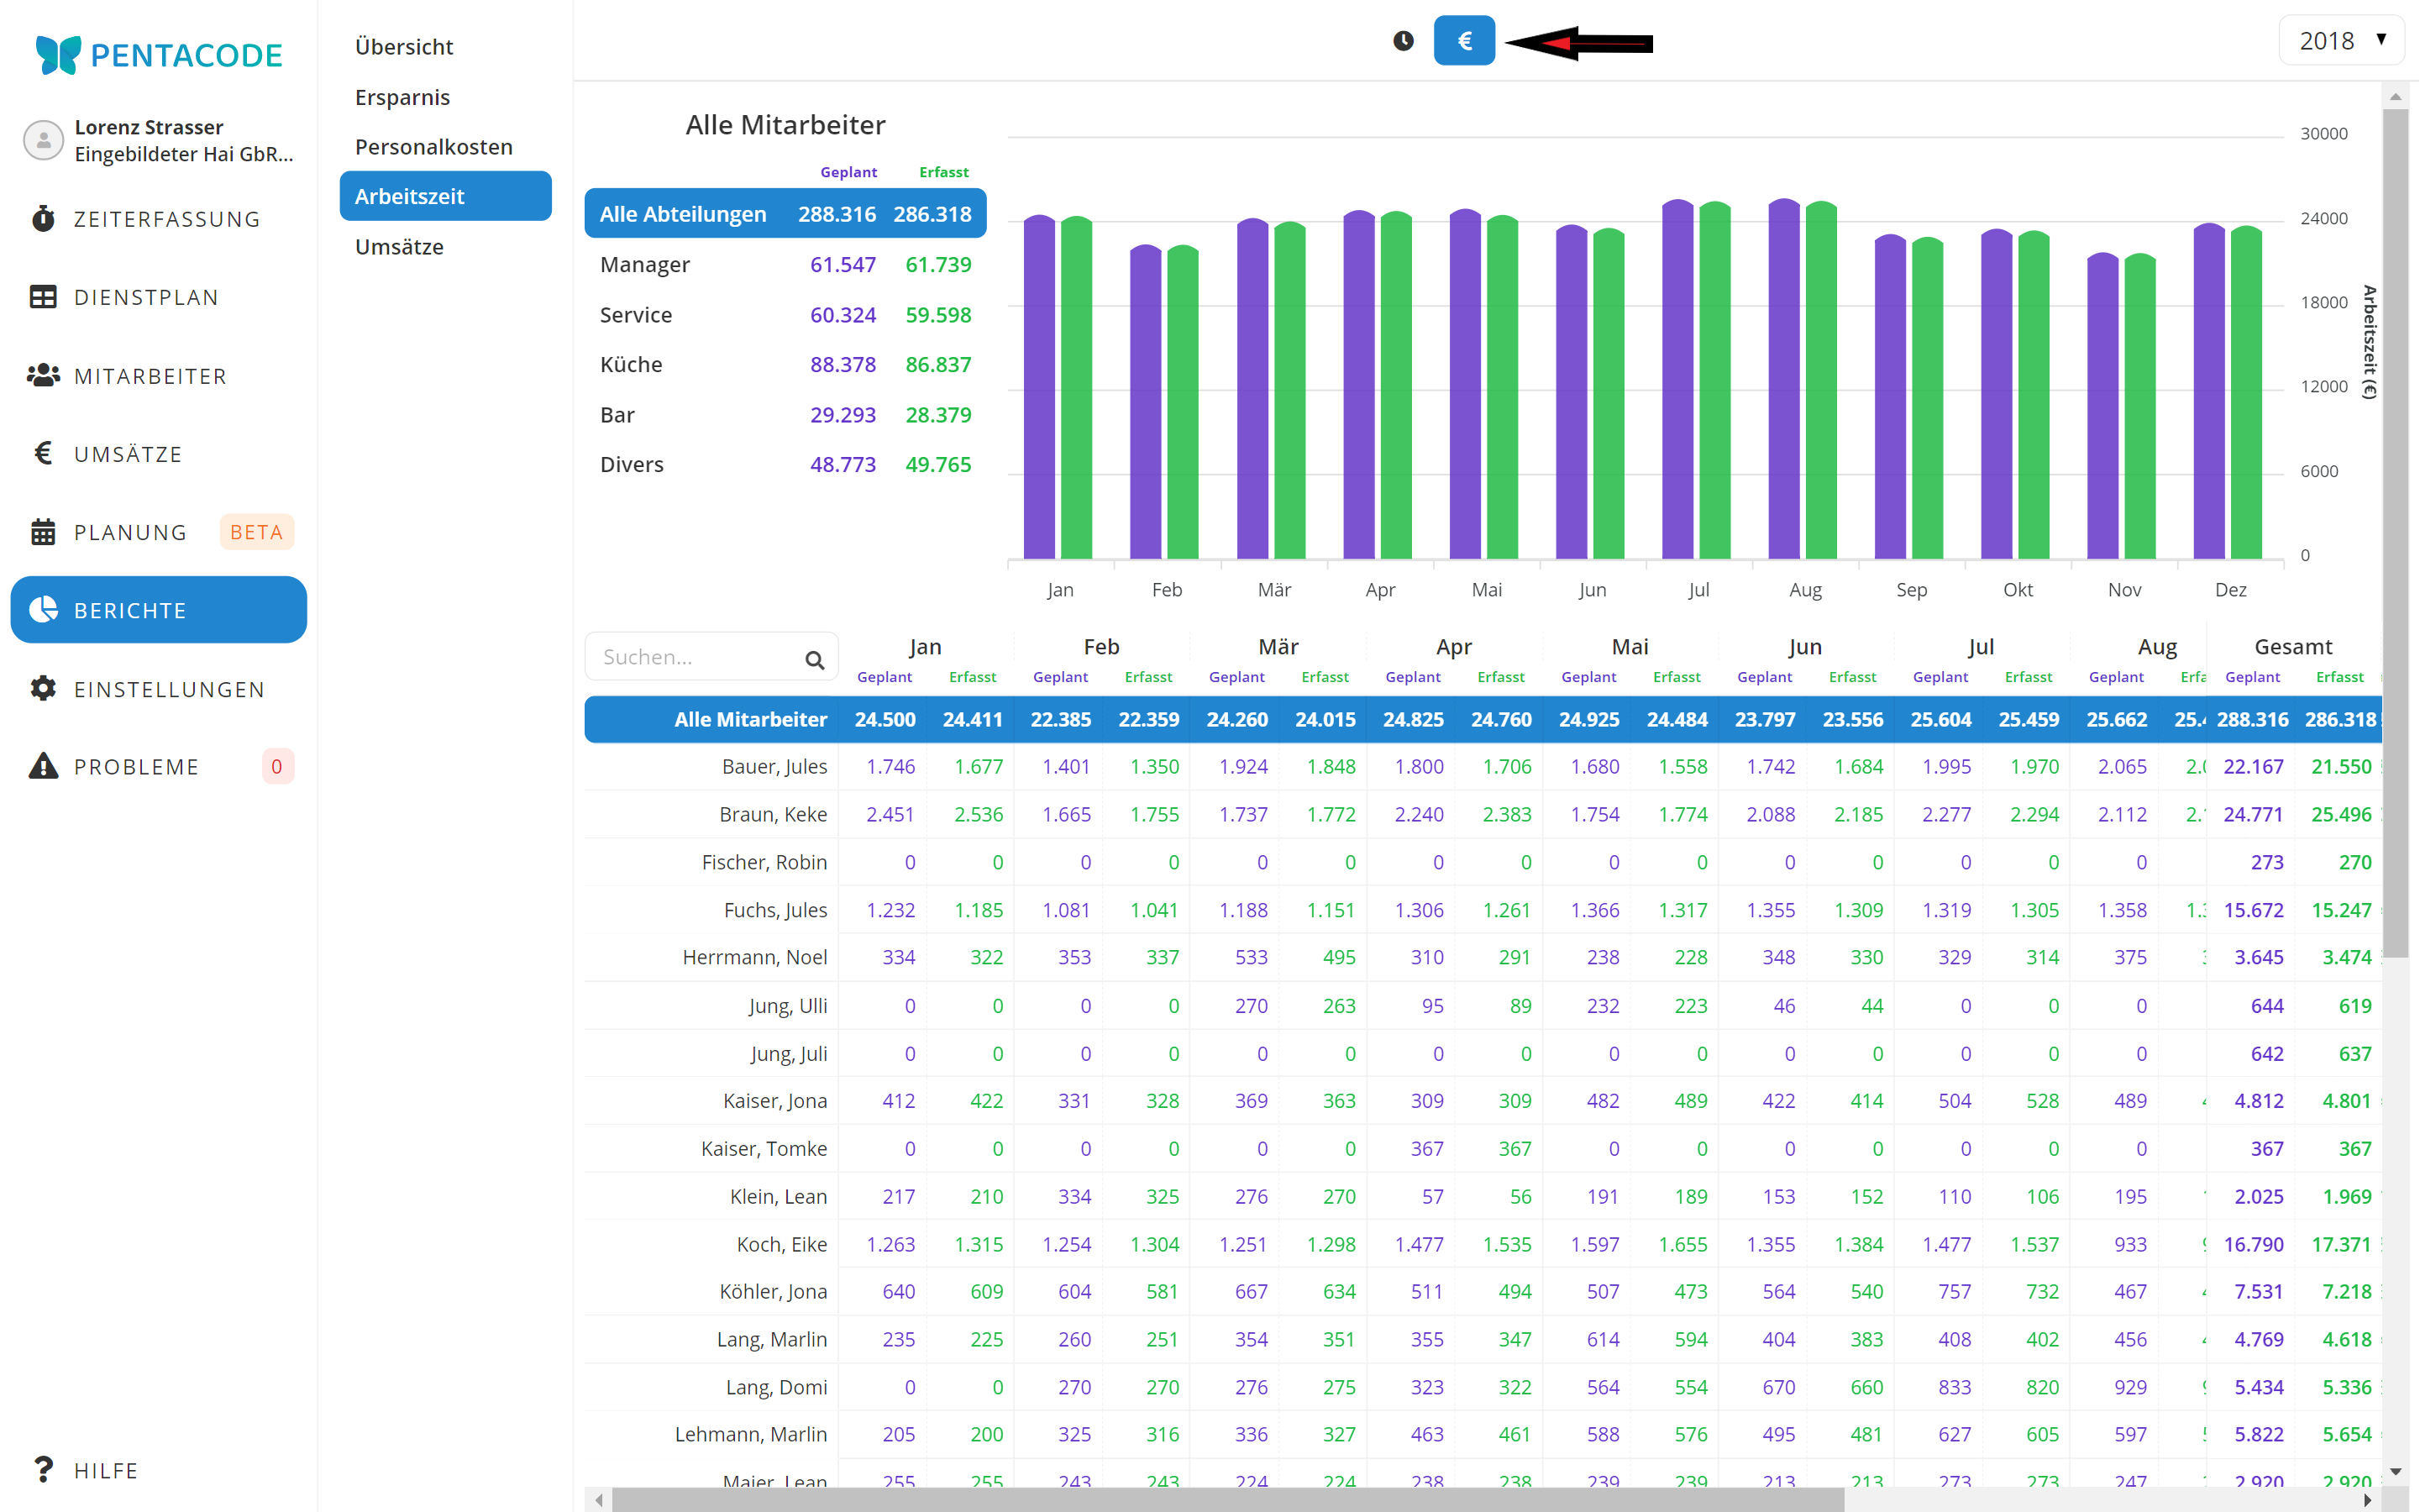 PENTACODE
Lorenz Strasser
Eingebildeter Hai GbR...
ZEITERFASSUNG
DIENSTPLAN
MITARBEITER
€ UMSÄTZE
PLANUNG BETA
BERICHTE
EINSTELLUNGEN
PROBLEME 0
? HILFE
Übersicht
Ersparnis
Personalkosten
Arbeitszeit
Umsätze
€
2018
Alle Mitarbeiter
Geplant Erfasst
Alle Abteilungen 288.316 286.318
Manager 61.547 61.739
Service 60.324 59.598
Küche 88.378 86.837
Bar 29.293 28.379
Divers 48.773 49.765
30000
24000
18000
12000
6000
0
Arbeitszeit (€)
Jan Feb Mär Apr Mai Jun Jul Aug Sep Okt Nov Dez
Suchen...
Jan Feb Mär Apr Mai Jun Jul Aug Gesamt
Geplant Erfasst Geplant Erfasst Geplant Erfasst Geplant Erfasst Geplant Erfasst Geplant Erfasst Geplant Erfasst Geplant Geplant Erfasst
Alle Mitarbeiter 24.500 24.411 22.385 22.359 24.260 24.015 24.825 24.760 24.925 24.484 23.797 23.556 25.604 25.459 25.662 288.316 286.318
Bauer, Jules 1.746 1.677 1.401 1.350 1.924 1.848 1.800 1.706 1.680 1.558 1.742 1.684 1.995 1.970 2.065 22.167 21.550
Braun, Keke 2.451 2.536 1.665 1.755 1.737 1.772 2.240 2.383 1.754 1.774 2.088 2.185 2.277 2.294 2.112 24.771 25.496
Fischer, Robin 0 0 0 0 0 0 0 0 0 0 0 0 0 0 0 273 270
Fuchs, Jules 1.232 1.185 1.081 1.041 1.188 1.151 1.306 1.261 1.366 1.317 1.355 1.309 1.319 1.305 1.358 15.672 15.247
Herrmann, Noel 334 322 353 337 533 495 310 291 238 228 348 330 329 314 375 3.645 3.474
Jung, Ulli 0 0 0 0 270 263 95 89 232 223 46 44 0 0 0 644 619
Jung, Juli 0 0 0 0 0 0 0 0 0 0 0 0 0 0 0 642 637
Kaiser, Jona 412 422 331 328 369 363 309 309 482 489 422 414 504 528 489 4.812 4.801
Kaiser, Tomke 0 0 0 0 0 0 367 367 0 0 0 0 0 0 0 367 367
Klein, Lean 217 210 334 325 276 270 57 56 191 189 153 152 110 106 195 2.025 1.969
Koch, Eike 1.263 1.315 1.254 1.304 1.251 1.298 1.477 1.535 1.597 1.655 1.355 1.384 1.477 1.537 933 16.790 17.371
Köhler, Jona 640 609 604 581 667 634 511 494 507 473 564 540 757 732 467 7.531 7.218
Lang, Marlin 235 225 260 251 354 351 355 347 614 594 404 383 408 402 456 4.769 4.618
Lang, Domi 0 0 270 270 276 275 323 322 564 554 670 660 833 820 929 5.434 5.336
Lehmann, Marlin 205 200 325 316 336 327 463 461 588 576 495 481 627 605 597 5.822 5.654
Maier, Lean 255 255 243 243 224 224 238 238 239 239 213 213 273 273 247 2.920 2.920